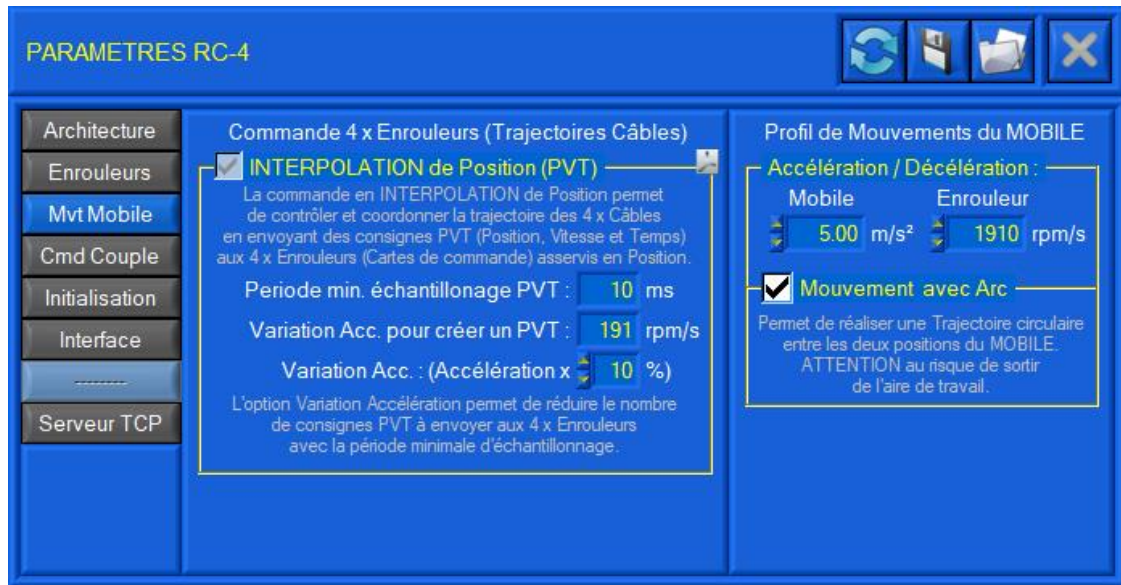 PARAMETRES RC-4
Architecture
Enrouleurs
Mvt Mobile
Cmd Couple
Initialisation
Interface
--------
Serveur TCP
Commande 4 x Enrouleurs (Trajectoires Câbles)
INTERPOLATION de Position (PVT)
La commande en INTERPOLATION de Position permet
de contrôler et coordonner la trajectoire des 4 x Câbles
en envoyant des consignes PVT (Position, Vitesse et Temps)
aux 4 x Enrouleurs (Cartes de commande) asservis en Position.
Periode min. échantillonage PVT : 10 ms
Variation Acc. pour créer un PVT : 191 rpm/s
Variation Acc. : (Accélération x 10 %)
L'option Variation Accélération permet de réduire le nombre
de consignes PVT à envoyer aux 4 x Enrouleurs
avec la période minimale d'échantillonnage.
Profil de Mouvements du MOBILE
Accélération / Décélération :
Mobile Enrouleur
5.00 m/s² 1910 rpm/s
Mouvement avec Arc
Permet de réaliser une Trajectoire circulaire
entre les deux positions du MOBILE.
ATTENTION au risque de sortir
de l'aire de travail.